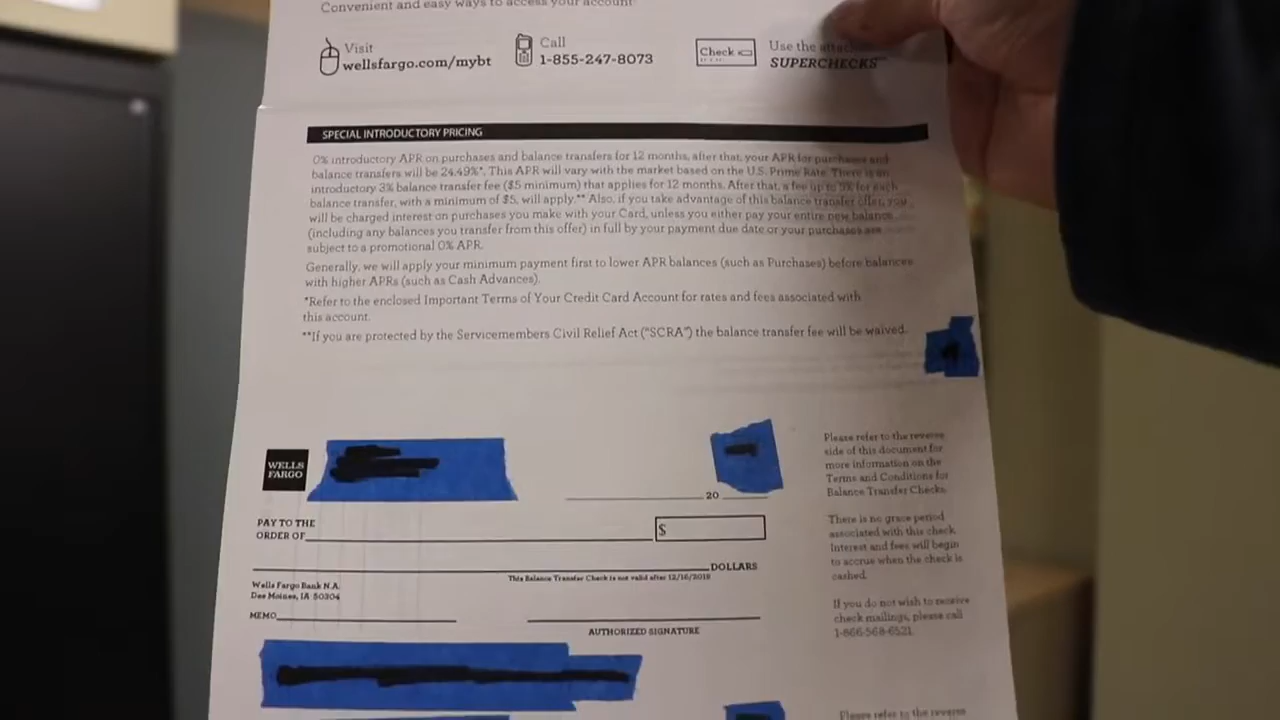 Convenient and easy ways to access your account
Visit
wellsfargo.com/mybt
Call
1-855-247-8073
Check
Use the
SUPERCHECKS
SPECIAL INTRODUCTORY PRICING
0% introductory APR on purchases and balance transfers for 12 months, after that, your APR for purchases and
balance transfers will be 24.49%*. This APR will vary with the market based on the U.S. Prime Rate. There is an
introductory 3% balance transfer fee ($5 minimum) that applies for 12 months. After that, a fee up to 5% for each
balance transfer, with a minimum of $5, will apply.** Also, if you take advantage of this balance transfer offer, you
will be charged interest on purchases you make with your Card, unless you either pay your entire new balance
(including any balances you transfer from this offer) in full by your payment due date or your purchases are
subject to a promotional 0% APR.
Generally, we will apply your minimum payment first to lower APR balances (such as Purchases) before balances
with higher APRs (such as Cash Advances).
*Refer to the enclosed Important Terms of Your Credit Card Account for rates and fees associated with
this account.
**If you are protected by the Servicemembers Civil Relief Act ("SCRA") the balance transfer fee will be waived.
WELLS
FARGO
20
PAY TO THE
ORDER OF
$
DOLLARS
This Balance Transfer Check is not valid after 12/16/2018
Wells Fargo Bank N.A.
Des Moines, IA 50304
MEMO
AUTHORIZED SIGNATURE
Please refer to the reverse
side of this document for
more information on the
Terms and Conditions for
Balance Transfer Checks.
There is no grace period
associated with this check.
Interest and fees will begin
to accrue when the check is
cashed.
If you do not wish to receive
check mailings, please call
1-866-568-6521.
Please refer to the reverse